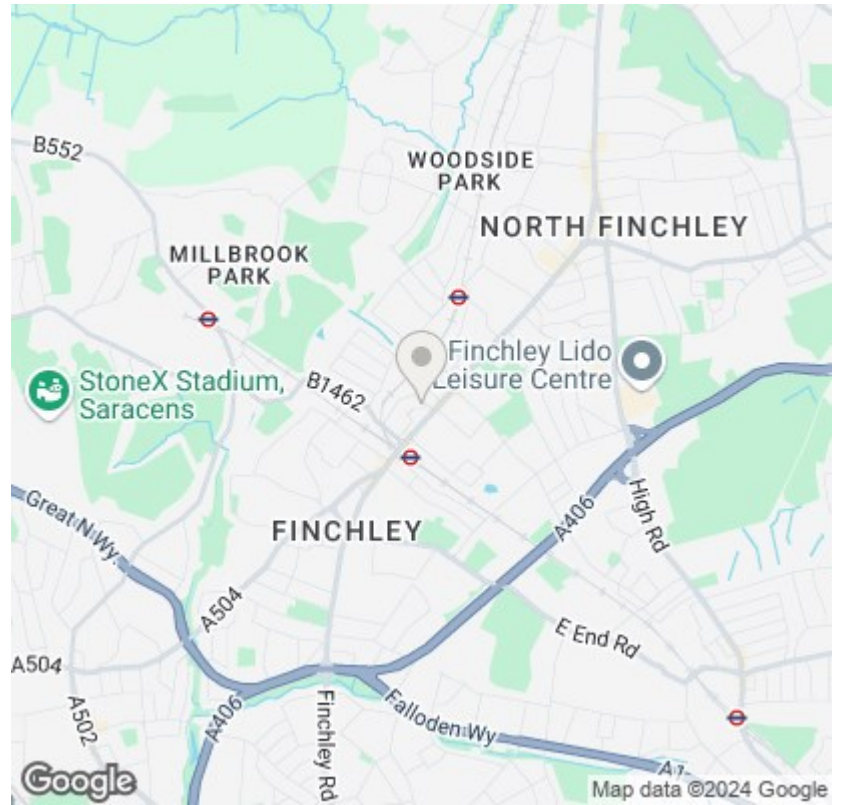 B552
WOODSIDE
PARK
NORTH FINCHLEY
MILLBROOK
PARK
Finchley Lido
Leisure Centre
StoneX Stadium,
Saracens
B1462
Great N Wy.
High Rd
A406
FINCHLEY
A504
E End Rd
A504
A502
A406
Finchley Rd
Falloden Wy
A1
Google
Map data ©2024 Google